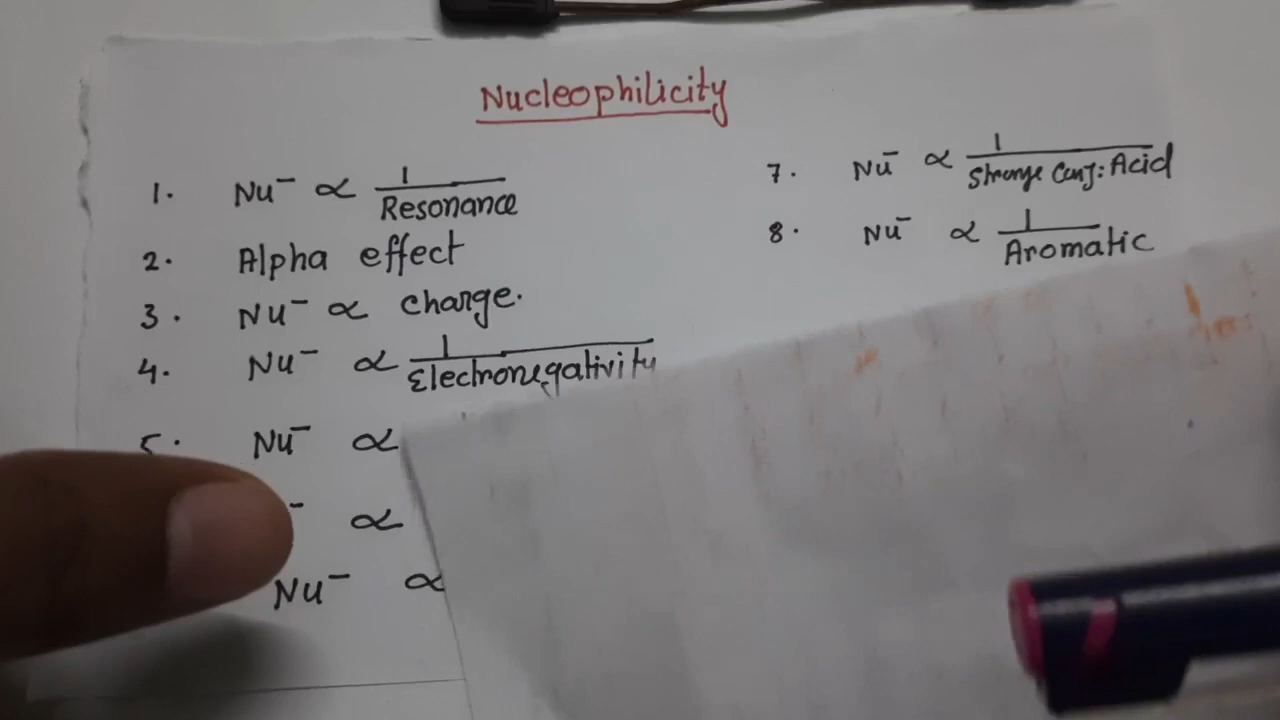 Nucleophilicity
1. Nu⁻ ∝ 1/Resonance
2. Alpha effect
3. Nu⁻ ∝ charge.
4. Nu⁻ ∝ 1/Electronegativity
5. Nu⁻ ∝
⁻ ∝
Nu⁻ ∝
7. Nu⁻ ∝ 1/Stronge Conj: Acid
8. Nu⁻ ∝ 1/Aromatic